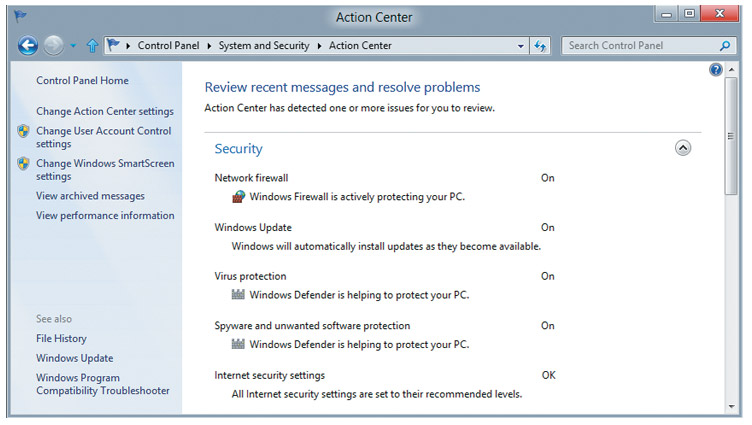 Action Center
Control Panel System and Security Action Center
Search Control Panel
Control Panel Home
Change Action Center settings
Change User Account Control
settings
Change Windows SmartScreen
settings
View archived messages
View performance information
See also
File History
Windows Update
Windows Program
Compatibility Troubleshooter
Review recent messages and resolve problems
Action Center has detected one or more issues for you to review.
Security
Network firewall On
Windows Firewall is actively protecting your PC.
Windows Update On
Windows will automatically install updates as they become available.
Virus protection On
Windows Defender is helping to protect your PC.
Spyware and unwanted software protection On
Windows Defender is helping to protect your PC.
Internet security settings OK
All Internet security settings are set to their recommended levels.